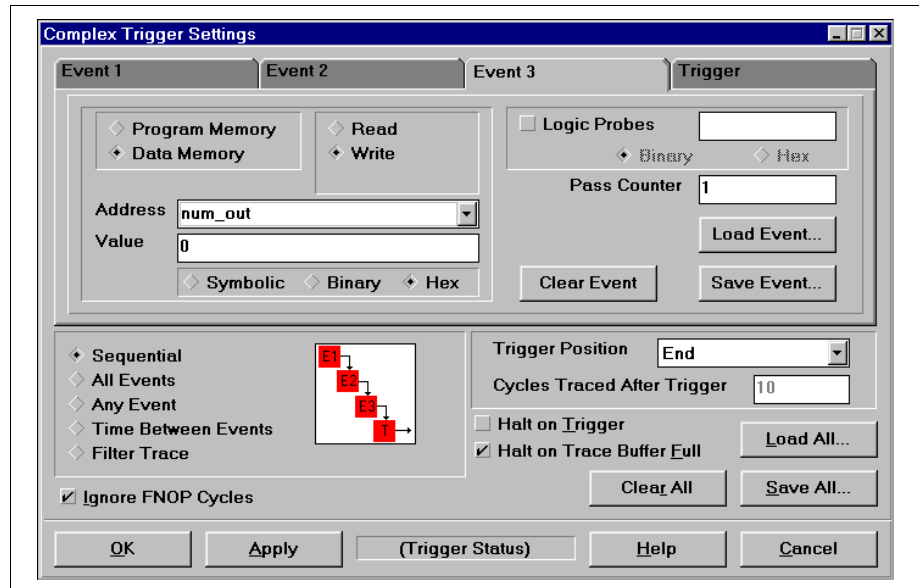 Complex Trigger Settings
Event 1 Event 2 Event 3 Trigger
Program Memory
Data Memory
Read
Write
Address num_out
Value 0
Symbolic Binary Hex
Logic Probes
Binary Hex
Pass Counter 1
Load Event...
Clear Event Save Event...
Sequential
All Events
Any Event
Time Between Events
Filter Trace
E1
E2
E3
T
Ignore FNOP Cycles
Trigger Position End
Cycles Traced After Trigger 10
Halt on Trigger
Halt on Trace Buffer Full
Load All...
Clear All Save All...
OK Apply (Trigger Status) Help Cancel